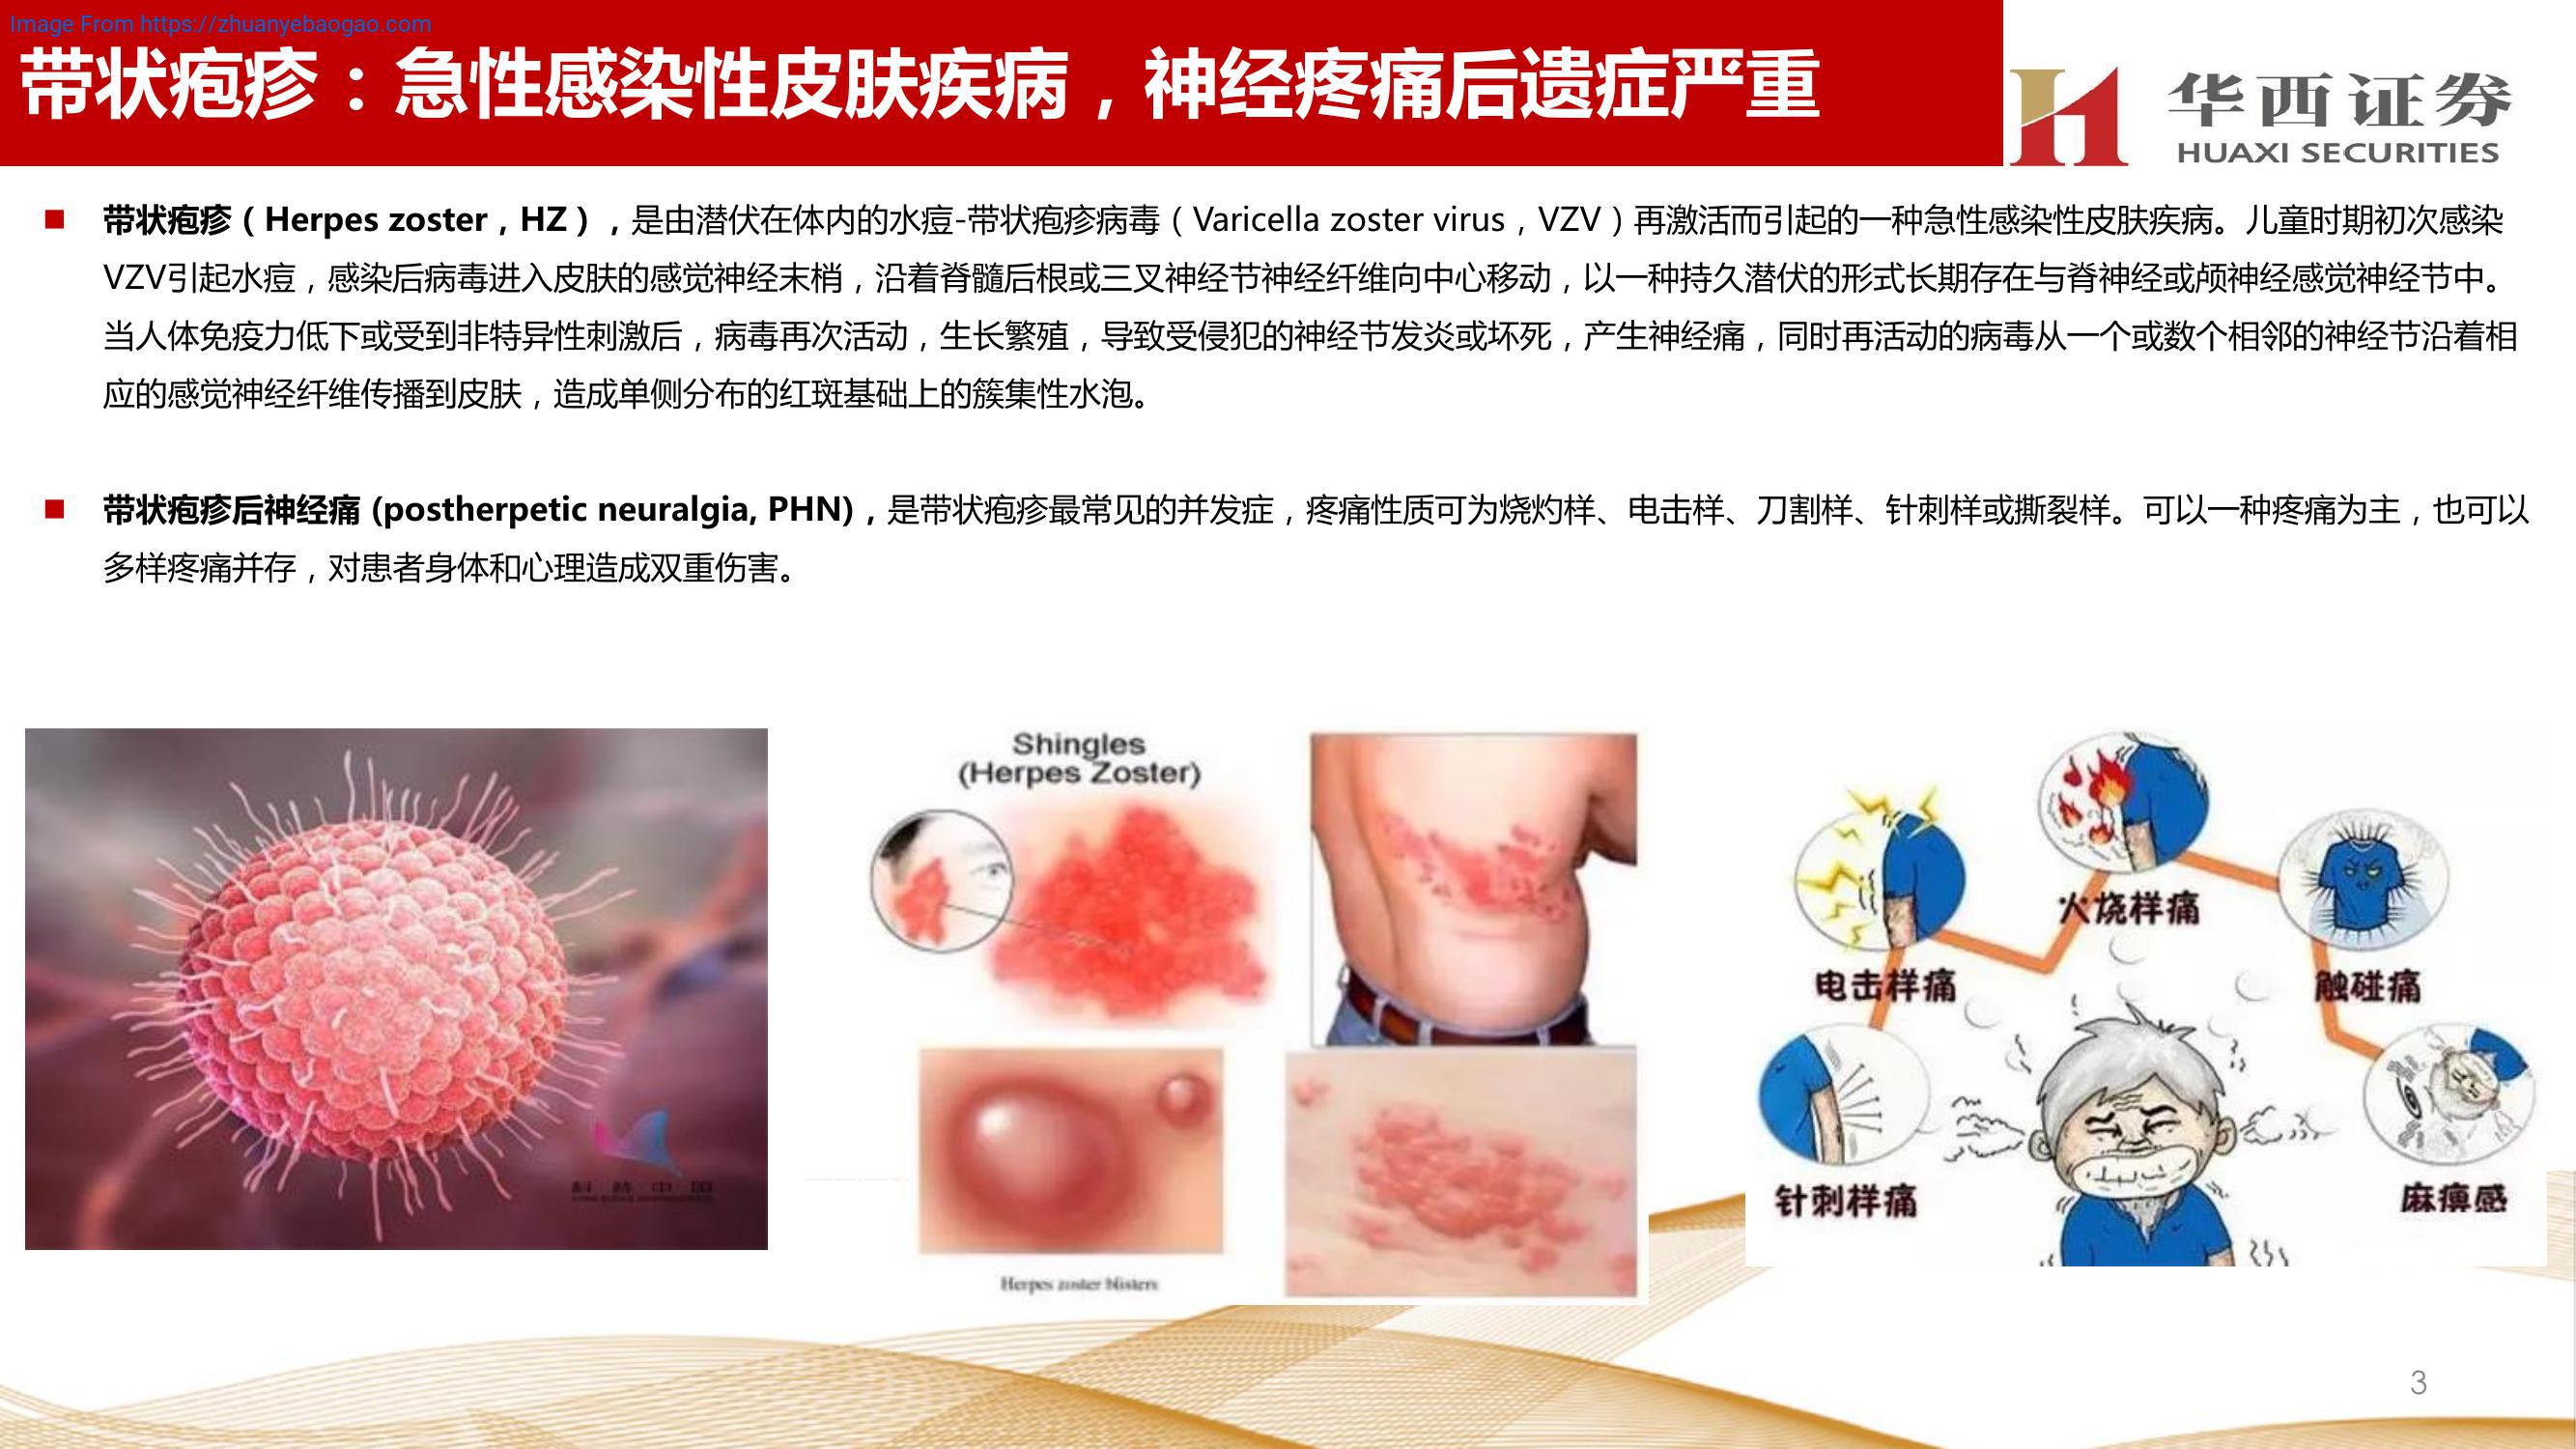 Image From https://zhuanyebaogao.com
带状疱疹：急性感染性皮肤疾病，神经疼痛后遗症严重
华西证券
HUAXI SECURITIES
■ 带状疱疹（Herpes zoster，HZ），是由潜伏在体内的水痘-带状疱疹病毒（Varicella zoster virus，VZV）再激活而引起的一种急性感染性皮肤疾病。儿童时期初次感染
VZV引起水痘，感染后病毒进入皮肤的感觉神经末梢，沿着脊髓后根或三叉神经节神经纤维向中心移动，以一种持久潜伏的形式长期存在与脊神经或颅神经感觉神经节中。
当人体免疫力低下或受到非特异性刺激后，病毒再次活动，生长繁殖，导致受侵犯的神经节发炎或坏死，产生神经痛，同时再活动的病毒从一个或数个相邻的神经节沿着相
应的感觉神经纤维传播到皮肤，造成单侧分布的红斑基础上的簇集性水泡。
■ 带状疱疹后神经痛 (postherpetic neuralgia, PHN)，是带状疱疹最常见的并发症，疼痛性质可为烧灼样、电击样、刀割样、针刺样或撕裂样。可以一种疼痛为主，也可以
多样疼痛并存，对患者身体和心理造成双重伤害。
科普中国
Shingles
(Herpes Zoster)
Herpes zoster blisters
火烧样痛
电击样痛
触碰痛
针刺样痛
麻痹感
3